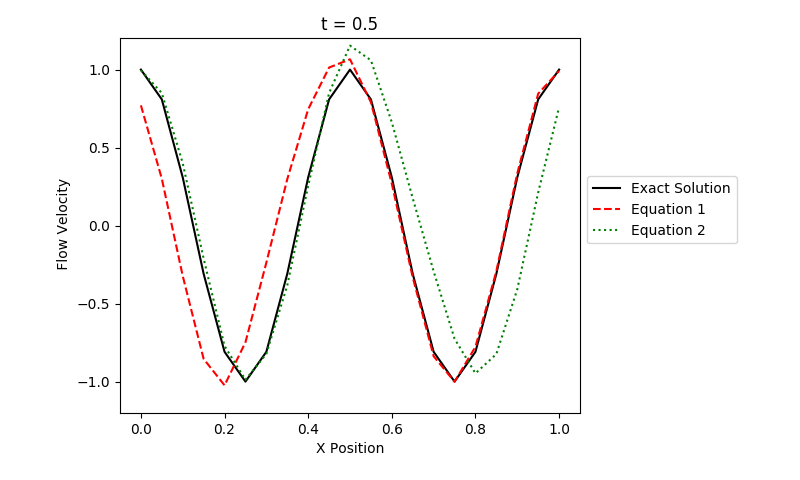 t = 0.5
1.0
0.5
0.0
−0.5
−1.0
Flow Velocity
0.0
0.2
0.4
0.6
0.8
1.0
X Position
Exact Solution
Equation 1
Equation 2